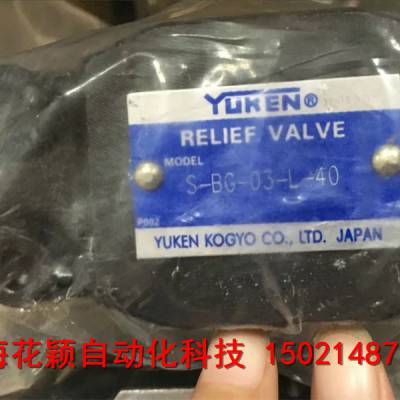 YUKEN®
RELIEF VALVE
MODEL
S-BG-03-L-40
P002
YUKEN KOGYO CO., LTD. JAPAN
海花颖自动化科技 15021487